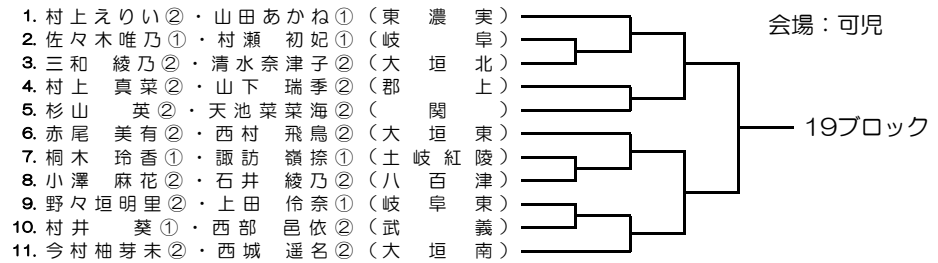 1. 村上えりい②・山田あかね①(東濃実)
会場:可児
2. 佐々木唯乃①・村瀬 初妃①(岐阜)
3. 三和 綾乃②・清水奈津子②(大垣北)
4. 村上 真菜②・山下 瑞季②(郡上)
5. 杉山 英②・天池菜菜海②(関)
19ブロック
6. 赤尾 美有②・西村 飛鳥②(大垣東)
7. 桐木 玲香①・諏訪 嶺捺①(土岐紅陵)
8. 小澤 麻花②・石井 綾乃②(八百津)
9. 野々垣明里②・上田 伶奈①(岐阜東)
10. 村井 葵①・西部 邑依②(武義)
11. 今村柚芽未②・西城 遥名②(大垣南)